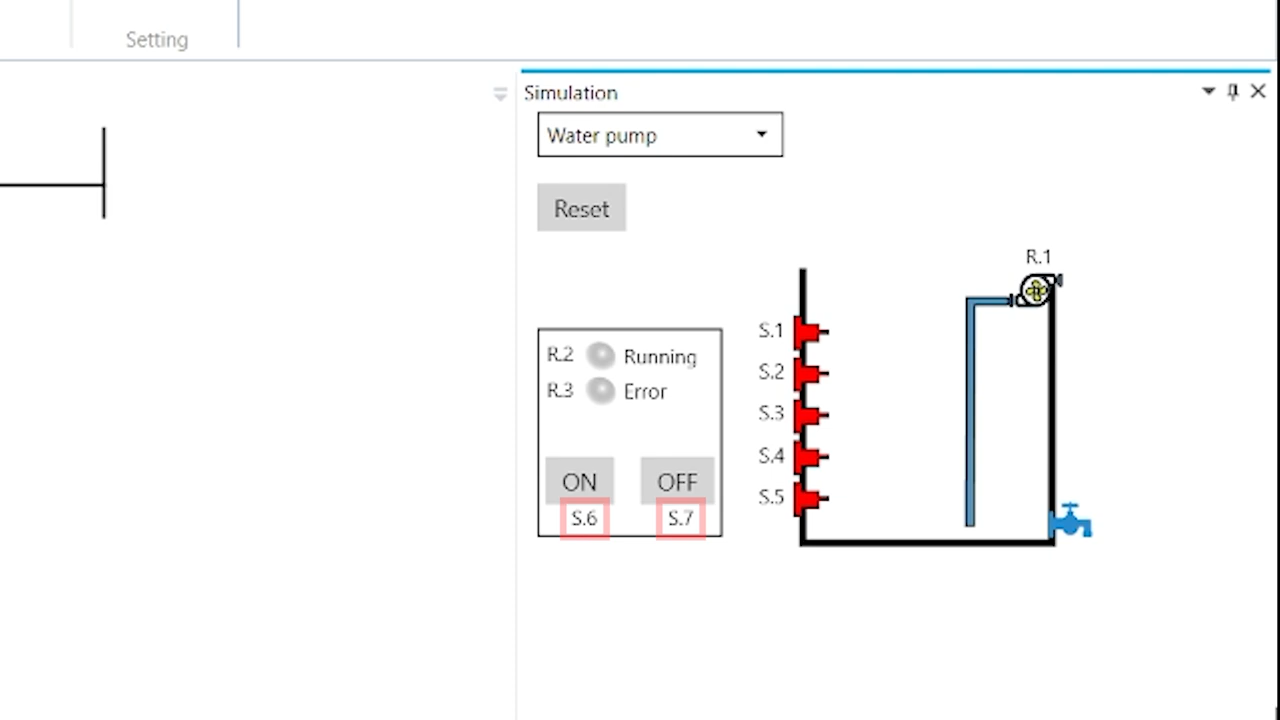 Setting
Simulation
Water pump
Reset
R.1
S.1
S.2
S.3
S.4
S.5
R.2 Running
R.3 Error
ON OFF
S.6 S.7